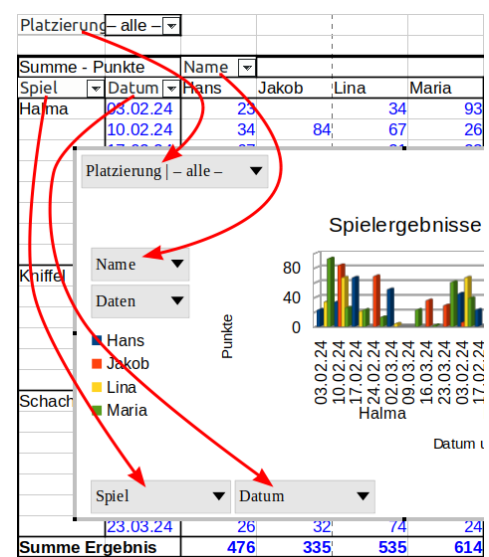 Platzierung – alle –
Summe - Punkte Name
Spiel Datum Hans Jakob Lina Maria
Halma 03.02.24 23 34 93
10.02.24 34 84 67 26
Platzierung | – alle –
Spielergebnisse
Name
Daten
Kniffel
80
40
0
Punkte
Hans
Jakob
Lina
Maria
03.02.24
10.02.24
17.02.24
24.02.24
02.03.24
09.03.24
16.03.24
23.03.24
03.02.24
17.02.24
Halma
Schach
Datum
Spiel Datum
23.03.24 26 32 74 24
Summe Ergebnis 476 335 535 614